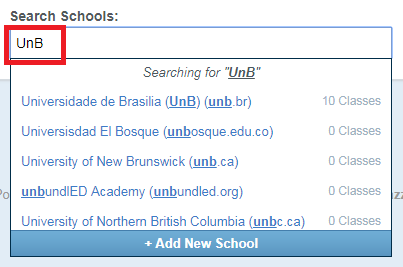 Search Schools:
UnB
Searching for "UnB"
Universidade de Brasilia (UnB) (unb.br) 10 Classes
Universisdad El Bosque (unbosque.edu.co) 0 Classes
University of New Brunswick (unb.ca) 0 Classes
unbundlED Academy (unbundled.org) 0 Classes
University of Northern British Columbia (unbc.ca) 0 Classes
+ Add New School